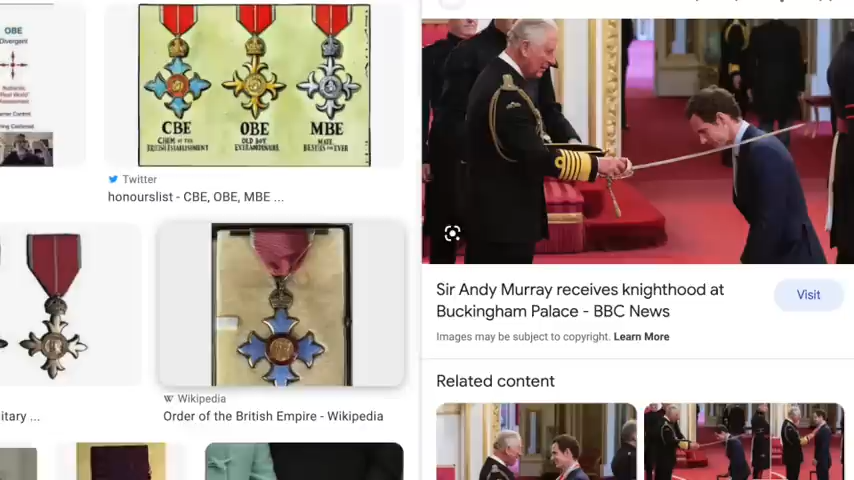 OBE
Divergent
CBE
OBE
MBE
OLD BOY
Twitter
honourslist - CBE, OBE, MBE ...
W Wikipedia
Order of the British Empire - Wikipedia
itary ...
Sir Andy Murray receives knighthood at
Buckingham Palace - BBC News
Visit
Images may be subject to copyright. Learn More
Related content